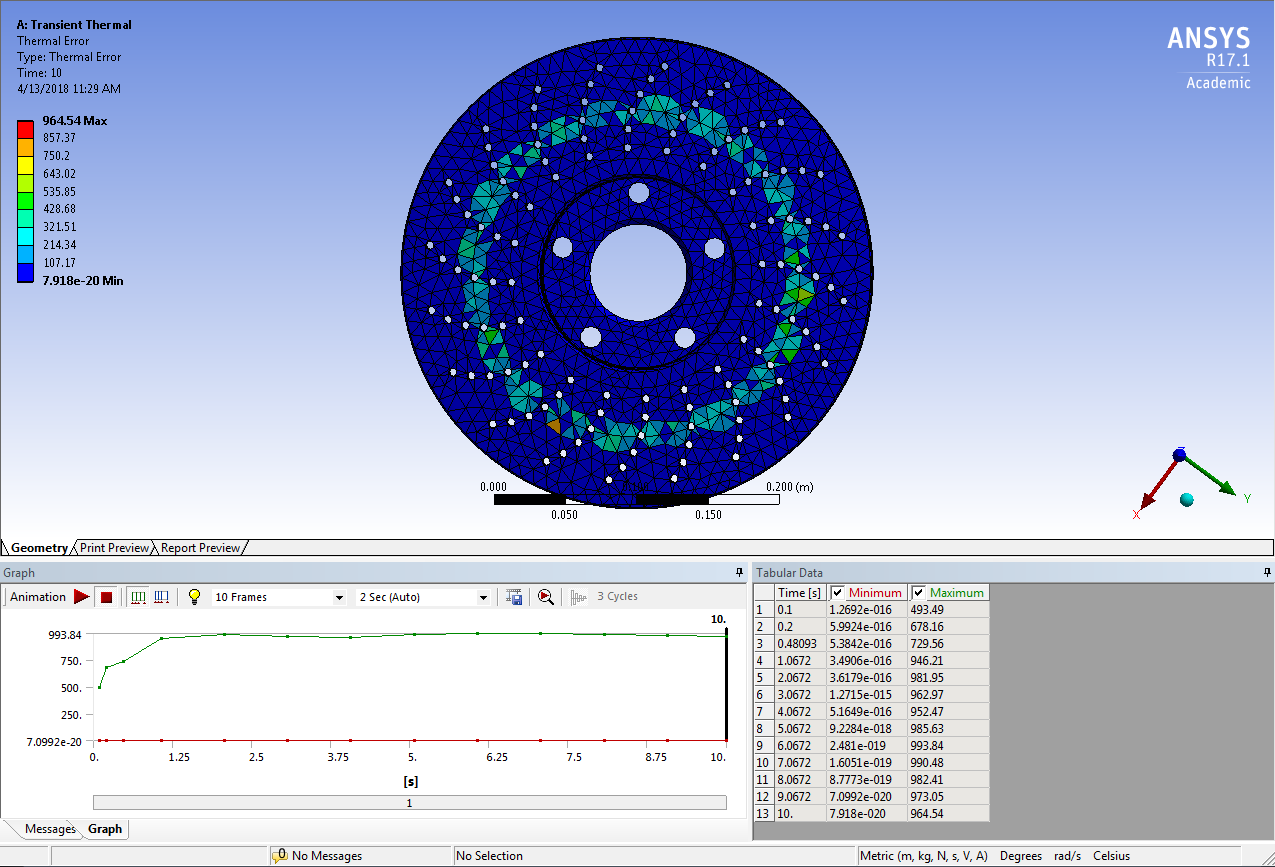 A: Transient Thermal
Thermal Error
Type: Thermal Error
Time: 10
4/13/2018 11:29 AM
964.54 Max
857.37
750.2
643.02
535.85
428.68
321.51
214.34
107.17
7.918e-20 Min
ANSYS
R17.1
Academic
0.000 0.200 (m)
0.050 0.150
Z
Y
X
Geometry Print Preview Report Preview
Graph
Animation 10 Frames 2 Sec (Auto) 3 Cycles
10.
993.84
750.
500.
250.
7.0992e-20
0. 1.25 2.5 3.75 5. 6.25 7.5 8.75 10.
[s]
1
Messages Graph
Tabular Data
Time [s] Minimum Maximum
1 0.1 1.2692e-016 493.49
2 0.2 5.9924e-016 678.16
3 0.48093 5.3842e-016 729.56
4 1.0672 3.4906e-016 946.21
5 2.0672 3.6179e-016 981.95
6 3.0672 1.2715e-015 962.97
7 4.0672 5.1649e-016 952.47
8 5.0672 9.2284e-018 985.63
9 6.0672 2.481e-019 993.84
10 7.0672 1.6051e-019 990.48
11 8.0672 8.7773e-019 982.41
12 9.0672 7.0992e-020 973.05
13 10. 7.918e-020 964.54
0 No Messages No Selection Metric (m, kg, N, s, V, A) Degrees rad/s Celsius